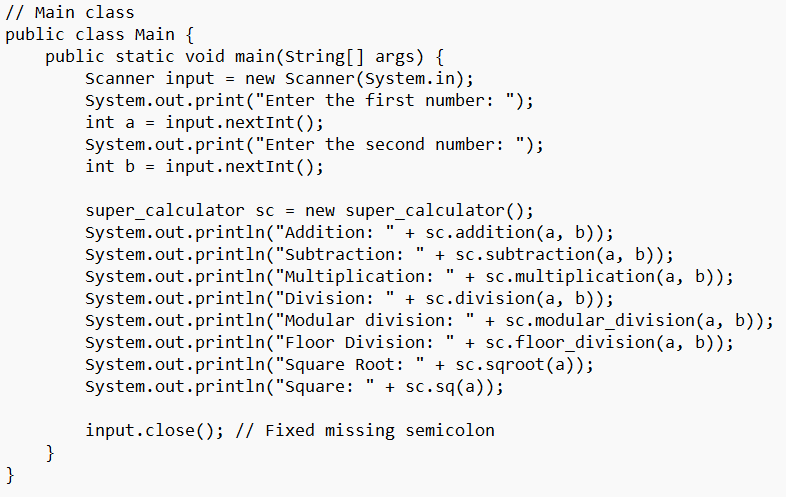 // Main class
public class Main {
    public static void main(String[] args) {
        Scanner input = new Scanner(System.in);
        System.out.print("Enter the first number: ");
        int a = input.nextInt();
        System.out.print("Enter the second number: ");
        int b = input.nextInt();

        super_calculator sc = new super_calculator();
        System.out.println("Addition: " + sc.addition(a, b));
        System.out.println("Subtraction: " + sc.subtraction(a, b));
        System.out.println("Multiplication: " + sc.multiplication(a, b));
        System.out.println("Division: " + sc.division(a, b));
        System.out.println("Modular division: " + sc.modular_division(a, b));
        System.out.println("Floor Division: " + sc.floor_division(a, b));
        System.out.println("Square Root: " + sc.sqroot(a));
        System.out.println("Square: " + sc.sq(a));

        input.close(); // Fixed missing semicolon
    }
}